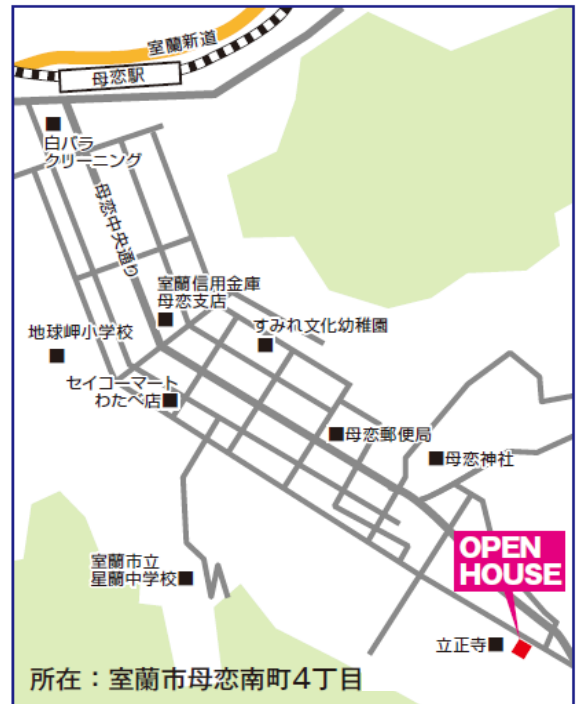 室蘭新道
母恋駅
白バラ
クリーニング
母恋中央通り
室蘭信用金庫
母恋支店
すみれ文化幼稚園
地球岬小学校
セイコーマート
わたべ店
母恋郵便局
母恋神社
OPEN
HOUSE
室蘭市立
星蘭中学校
立正寺
所在：室蘭市母恋南町4丁目